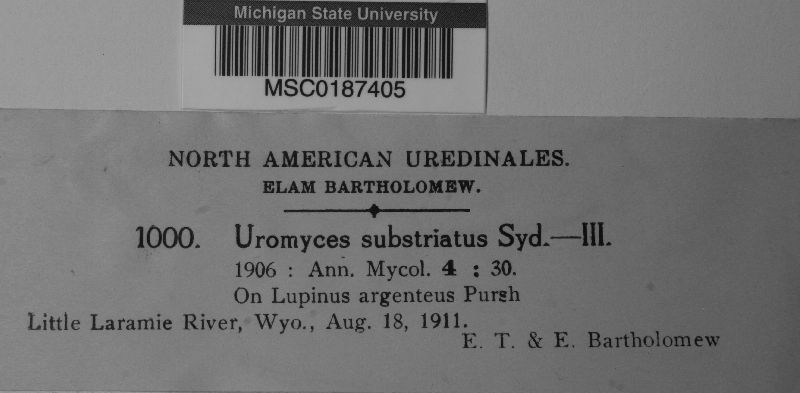 Michigan State University
MSC0187405
NORTH AMERICAN UREDINALES.
ELAM BARTHOLOMEW.
1000. Uromyces substriatus Syd.—III.
1906 : Ann. Mycol. 4 : 30.
On Lupinus argenteus Pursh
Little Laramie River, Wyo., Aug. 18, 1911.
E. T. & E. Bartholomew